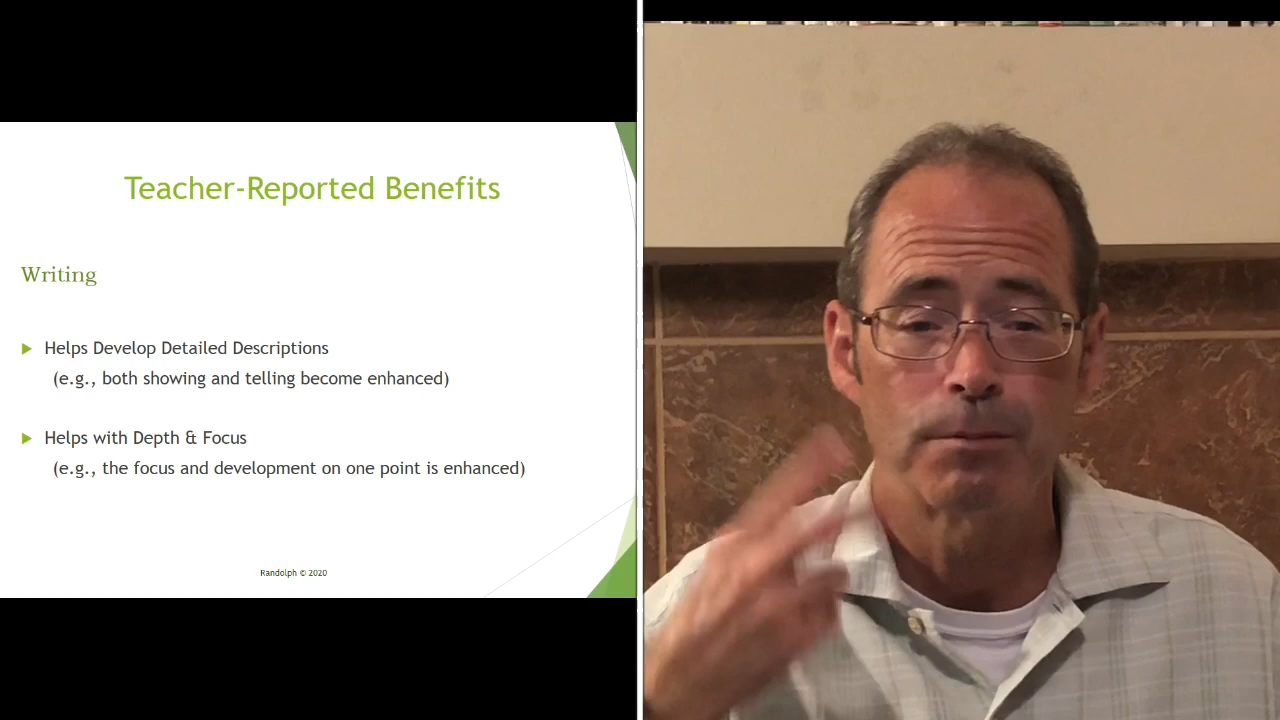 Teacher-Reported Benefits
Writing
Helps Develop Detailed Descriptions
(e.g., both showing and telling become enhanced)
Helps with Depth & Focus
(e.g., the focus and development on one point is enhanced)
Randolph © 2020